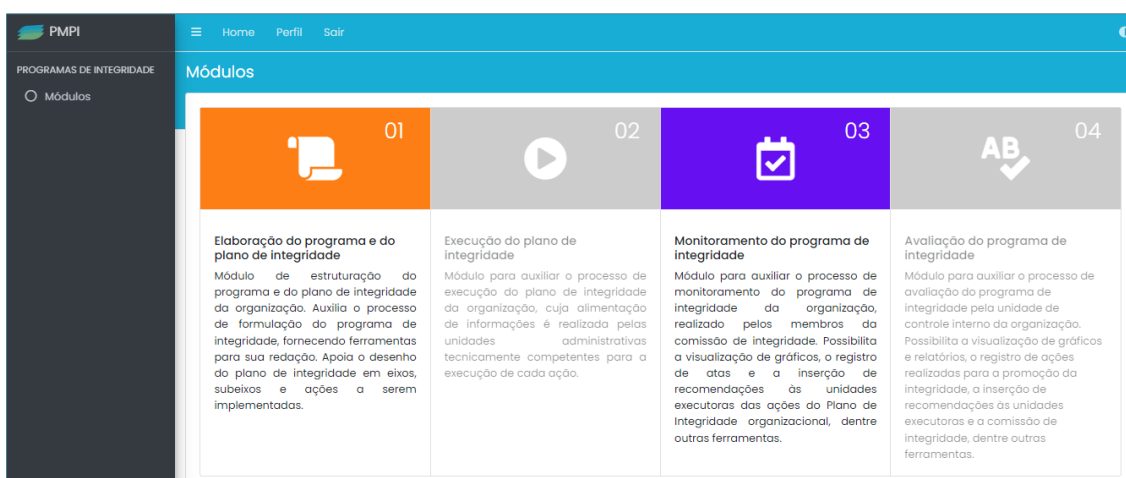 PMPI
Home Perfil Sair
PROGRAMAS DE INTEGRIDADE
Módulos
Módulos
01
Elaboração do programa e do
plano de integridade
Módulo de estruturação do
programa e do plano de integridade
da organização. Auxilia o processo
de formulação do programa de
integridade, fornecendo ferramentas
para sua redação. Apoia o desenho
do plano de integridade em eixos,
subeixos e ações a serem
implementadas.
02
Execução do plano de
integridade
Módulo para auxiliar o processo de
execução do plano de integridade
da organização, cuja alimentação
de informações é realizada pelas
unidades administrativas
tecnicamente competentes para a
execução de cada ação.
03
Monitoramento do programa de
integridade
Módulo para auxiliar o processo de
monitoramento do programa de
integridade da organização,
realizado pelos membros da
comissão de integridade. Possibilita
a visualização de gráficos, o registro
de atas e a inserção de
recomendações às unidades
executoras das ações do Plano de
Integridade organizacional, dentre
outras ferramentas.
04
AB
Avaliação do programa de
integridade
Módulo para auxiliar o processo de
avaliação do programa de
integridade pela unidade de
controle interno da organização.
Possibilita a visualização de gráficos
e relatórios, o registro de ações
realizadas para a promoção da
integridade, a inserção de
recomendações às unidades
executoras e a comissão de
integridade, dentre outras
ferramentas.